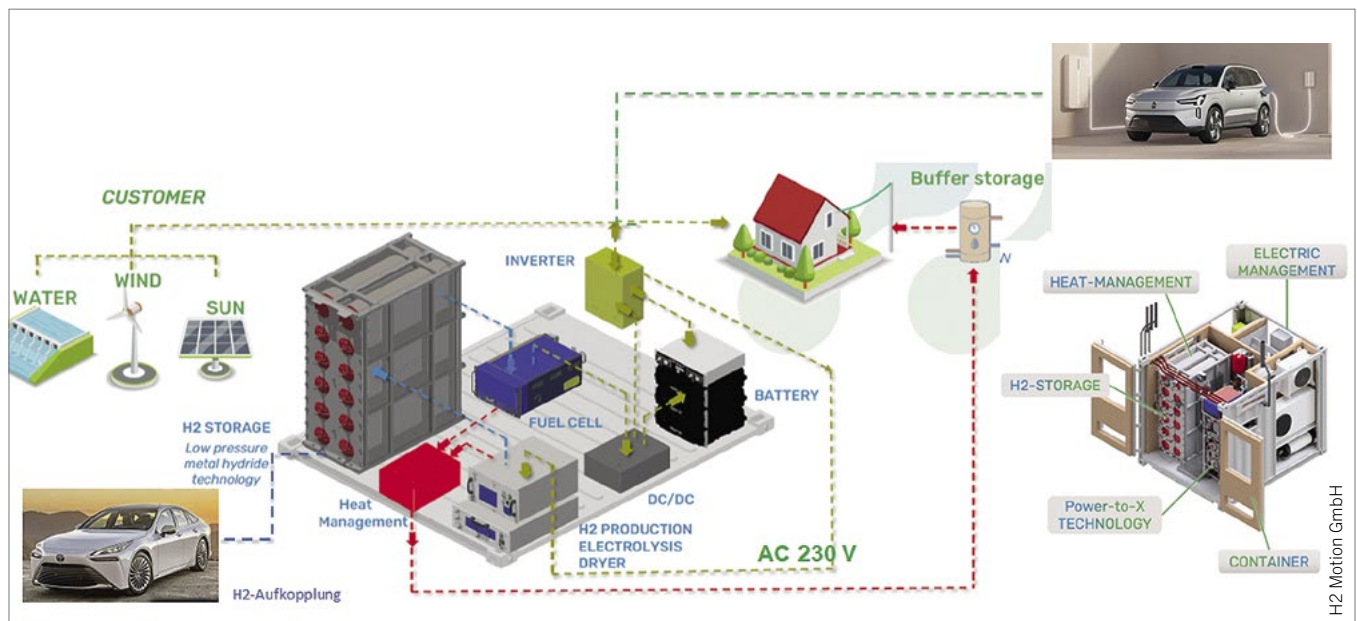 CUSTOMER
WATER
WIND
SUN
H2 STORAGE
Low pressure
metal hydride
technology
H2-Aufkopplung
INVERTER
FUEL CELL
BATTERY
DC/DC
Heat
Management
H2 PRODUCTION
ELECTROLYSIS
DRYER
AC 230 V
Buffer storage
N
HEAT-MANAGEMENT
ELECTRIC
MANAGEMENT
H2-STORAGE
Power-to-X
TECHNOLOGY
CONTAINER
H2 Motion GmbH